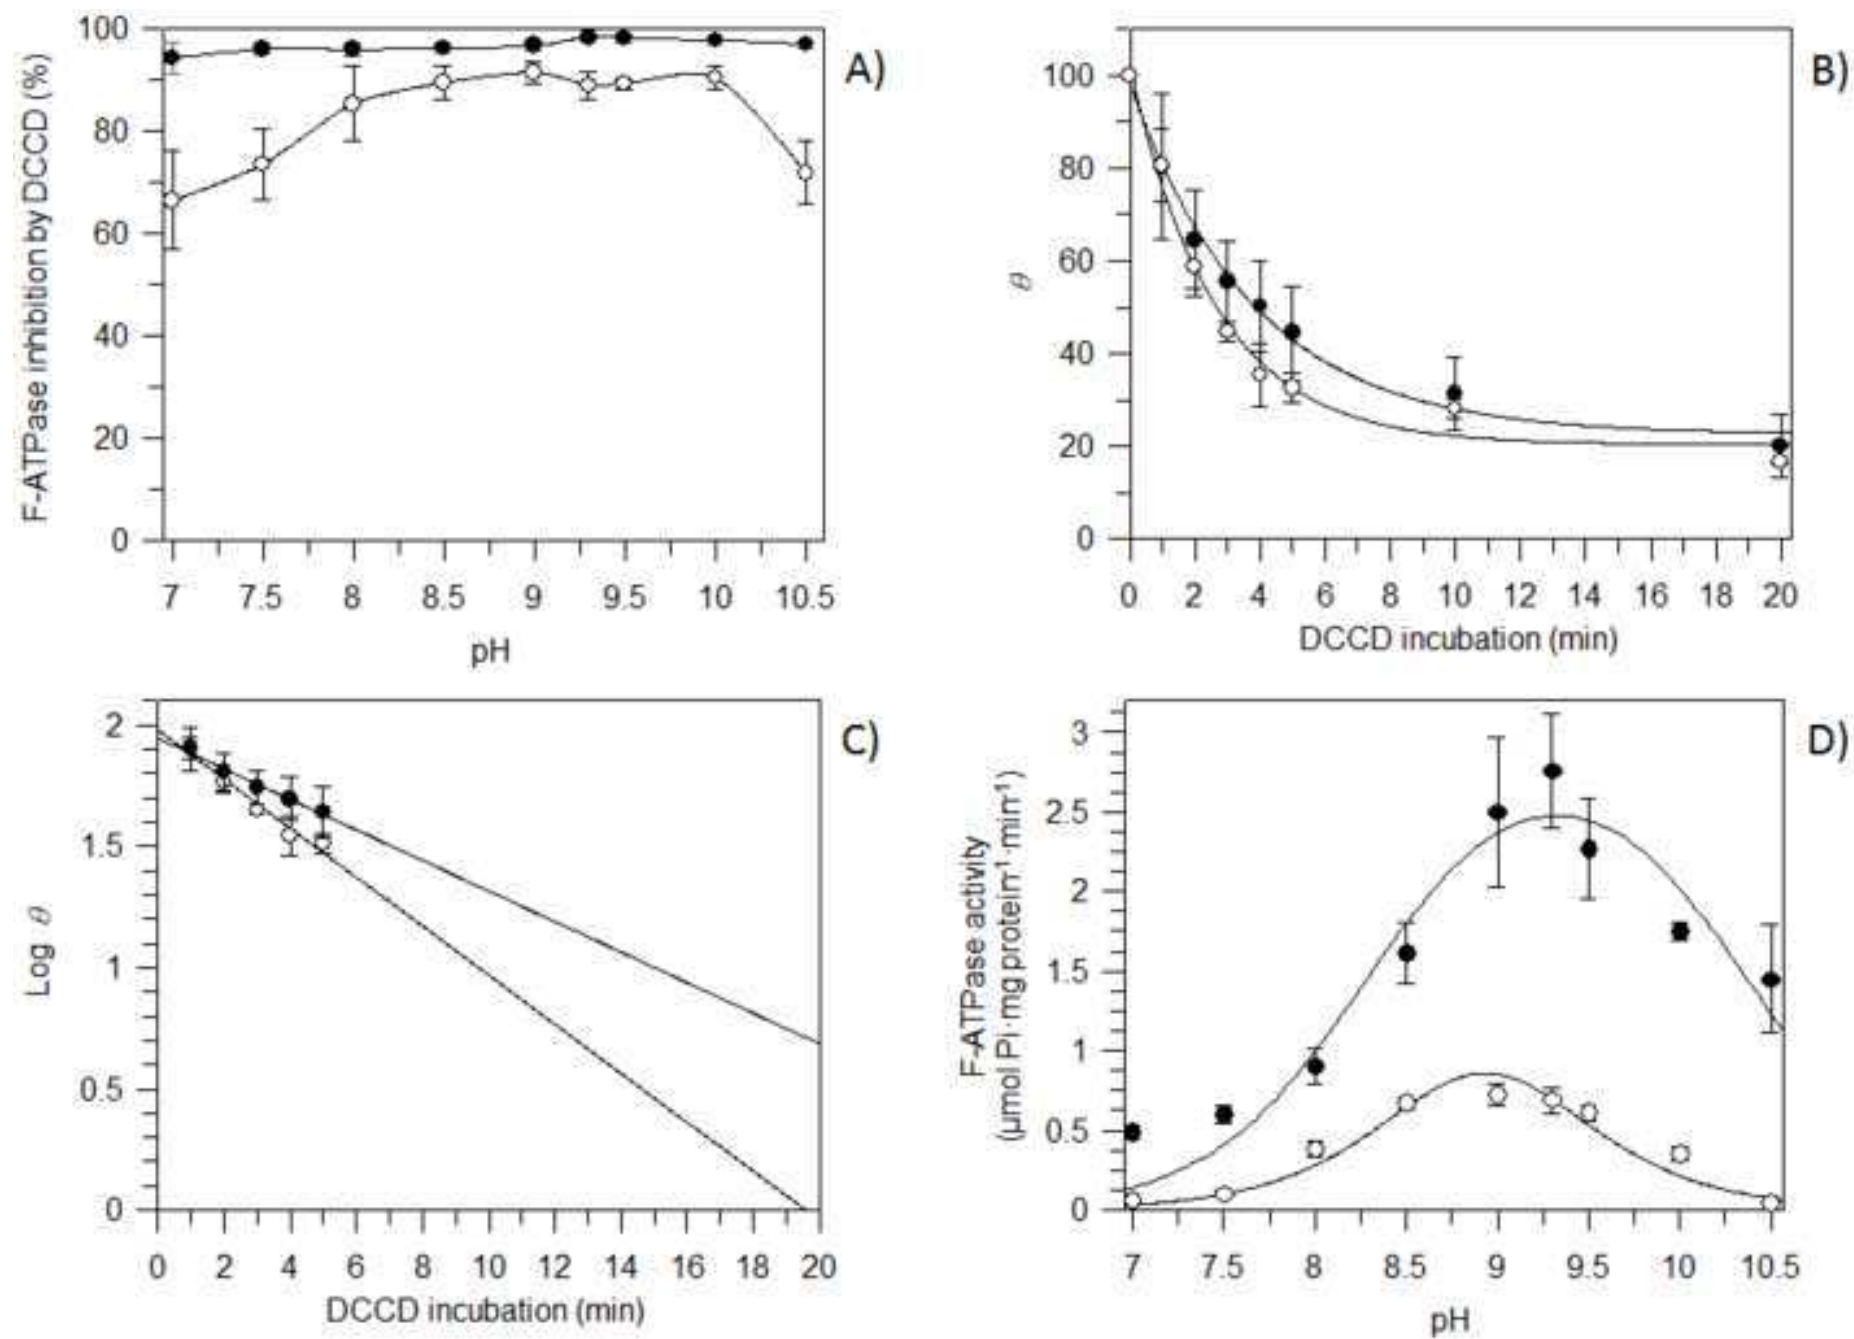 A)
F-ATPase inhibition by DCCD (%)
100
80
60
40
20
0
7 7.5 8 8.5 9 9.5 10 10.5
pH
B)
θ
100
80
60
40
20
0
0 2 4 6 8 10 12 14 16 18 20
DCCD incubation (min)
C)
Log θ
2
1.5
1
0.5
0
0 2 4 6 8 10 12 14 16 18 20
DCCD incubation (min)
D)
F-ATPase activity
(µmol Pi·mg protein⁻¹·min⁻¹)
3
2.5
2
1.5
1
0.5
0
7 7.5 8 8.5 9 9.5 10 10.5
pH